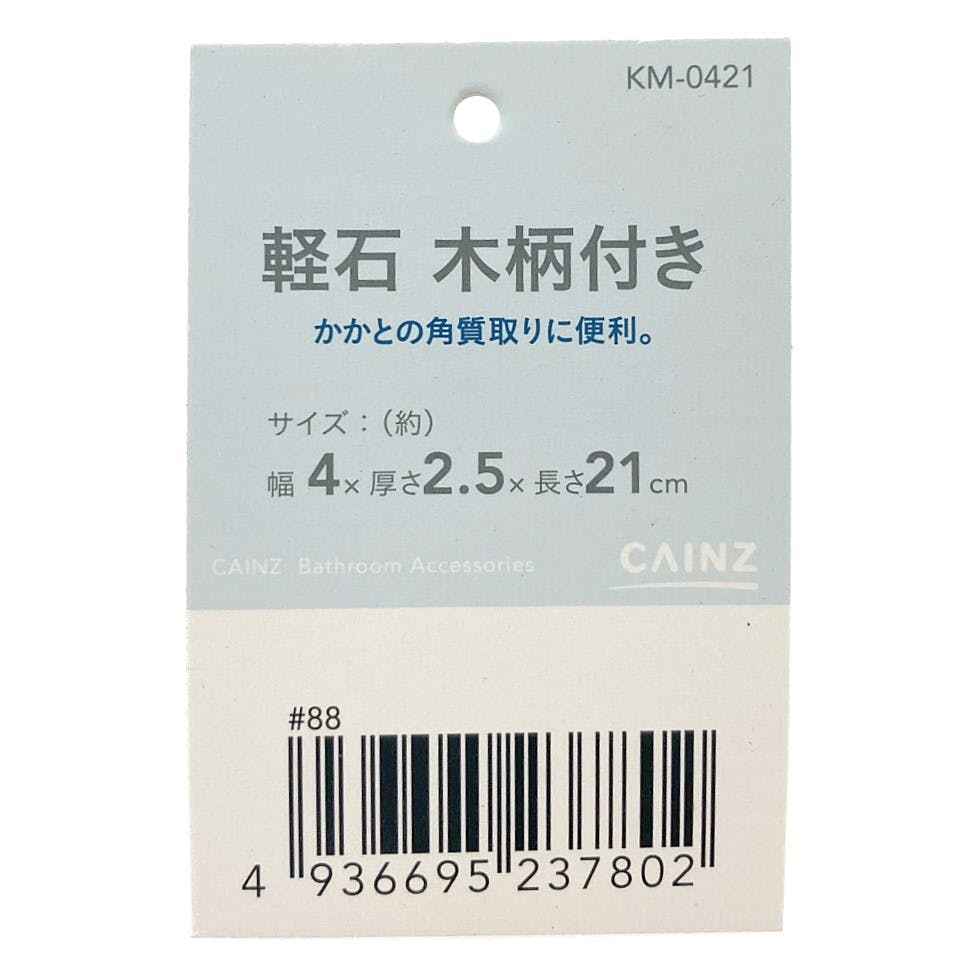 KM-0421
軽石 木柄付き
かかとの角質取りに便利。
サイズ：（約）
幅 4× 厚さ2.5× 長さ21cm
CAINZ Bathroom Accessories
CAINZ
#88
4 936695 237802